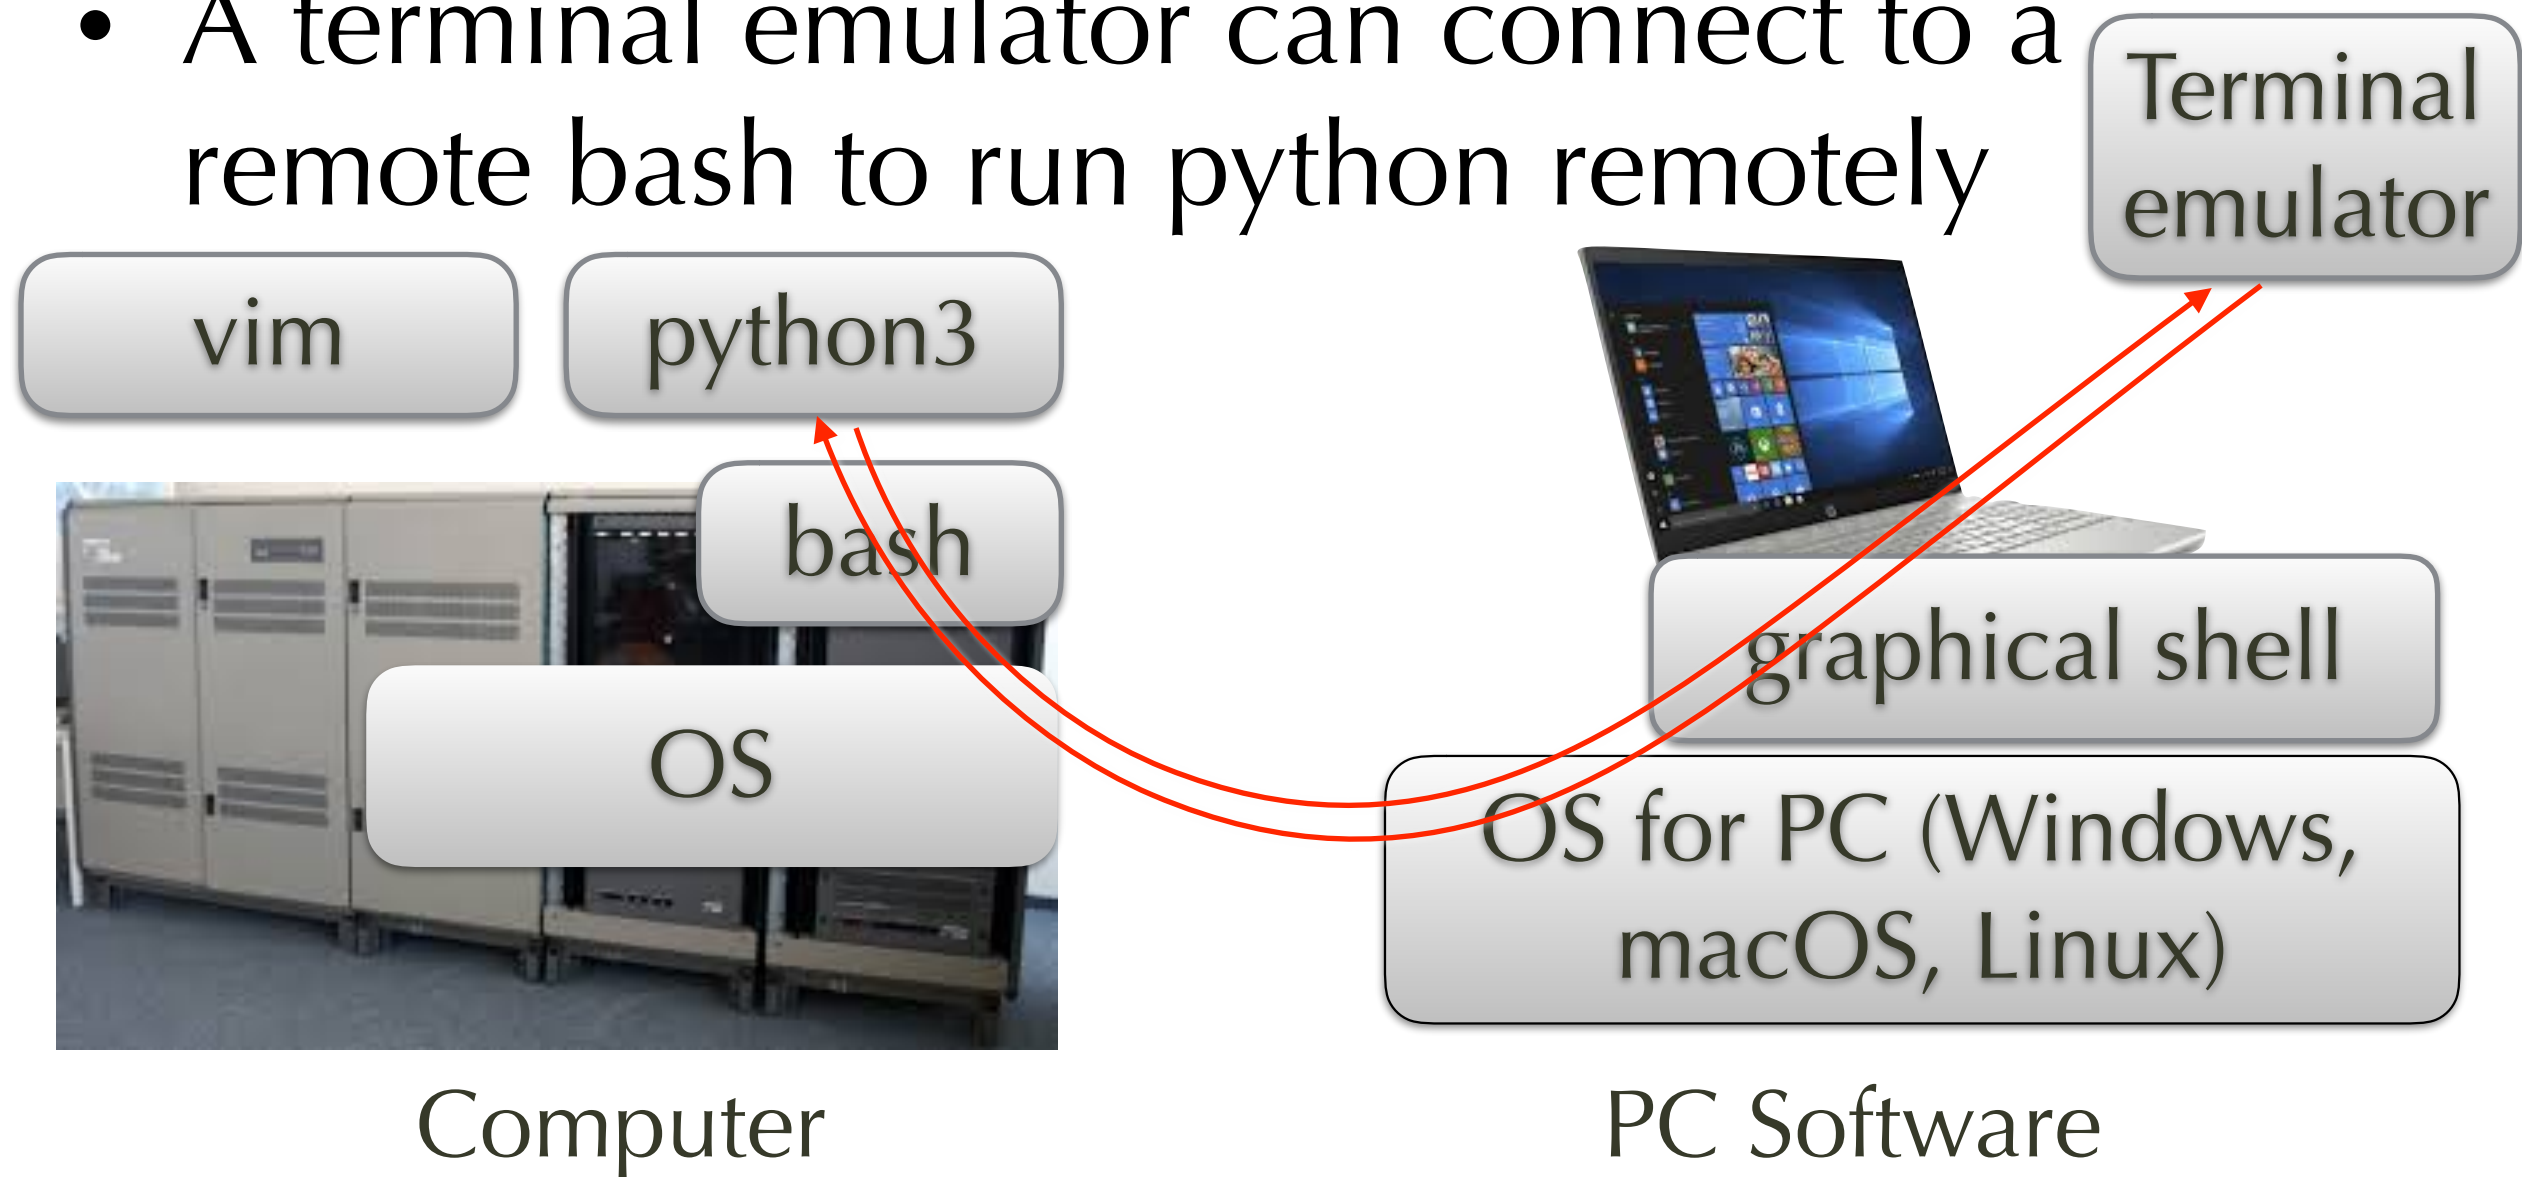 • A terminal emulator can connect to a
remote bash to run python remotely
Terminal
emulator
vim
python3
bash
OS
graphical shell
OS for PC (Windows,
macOS, Linux)
Computer
PC Software